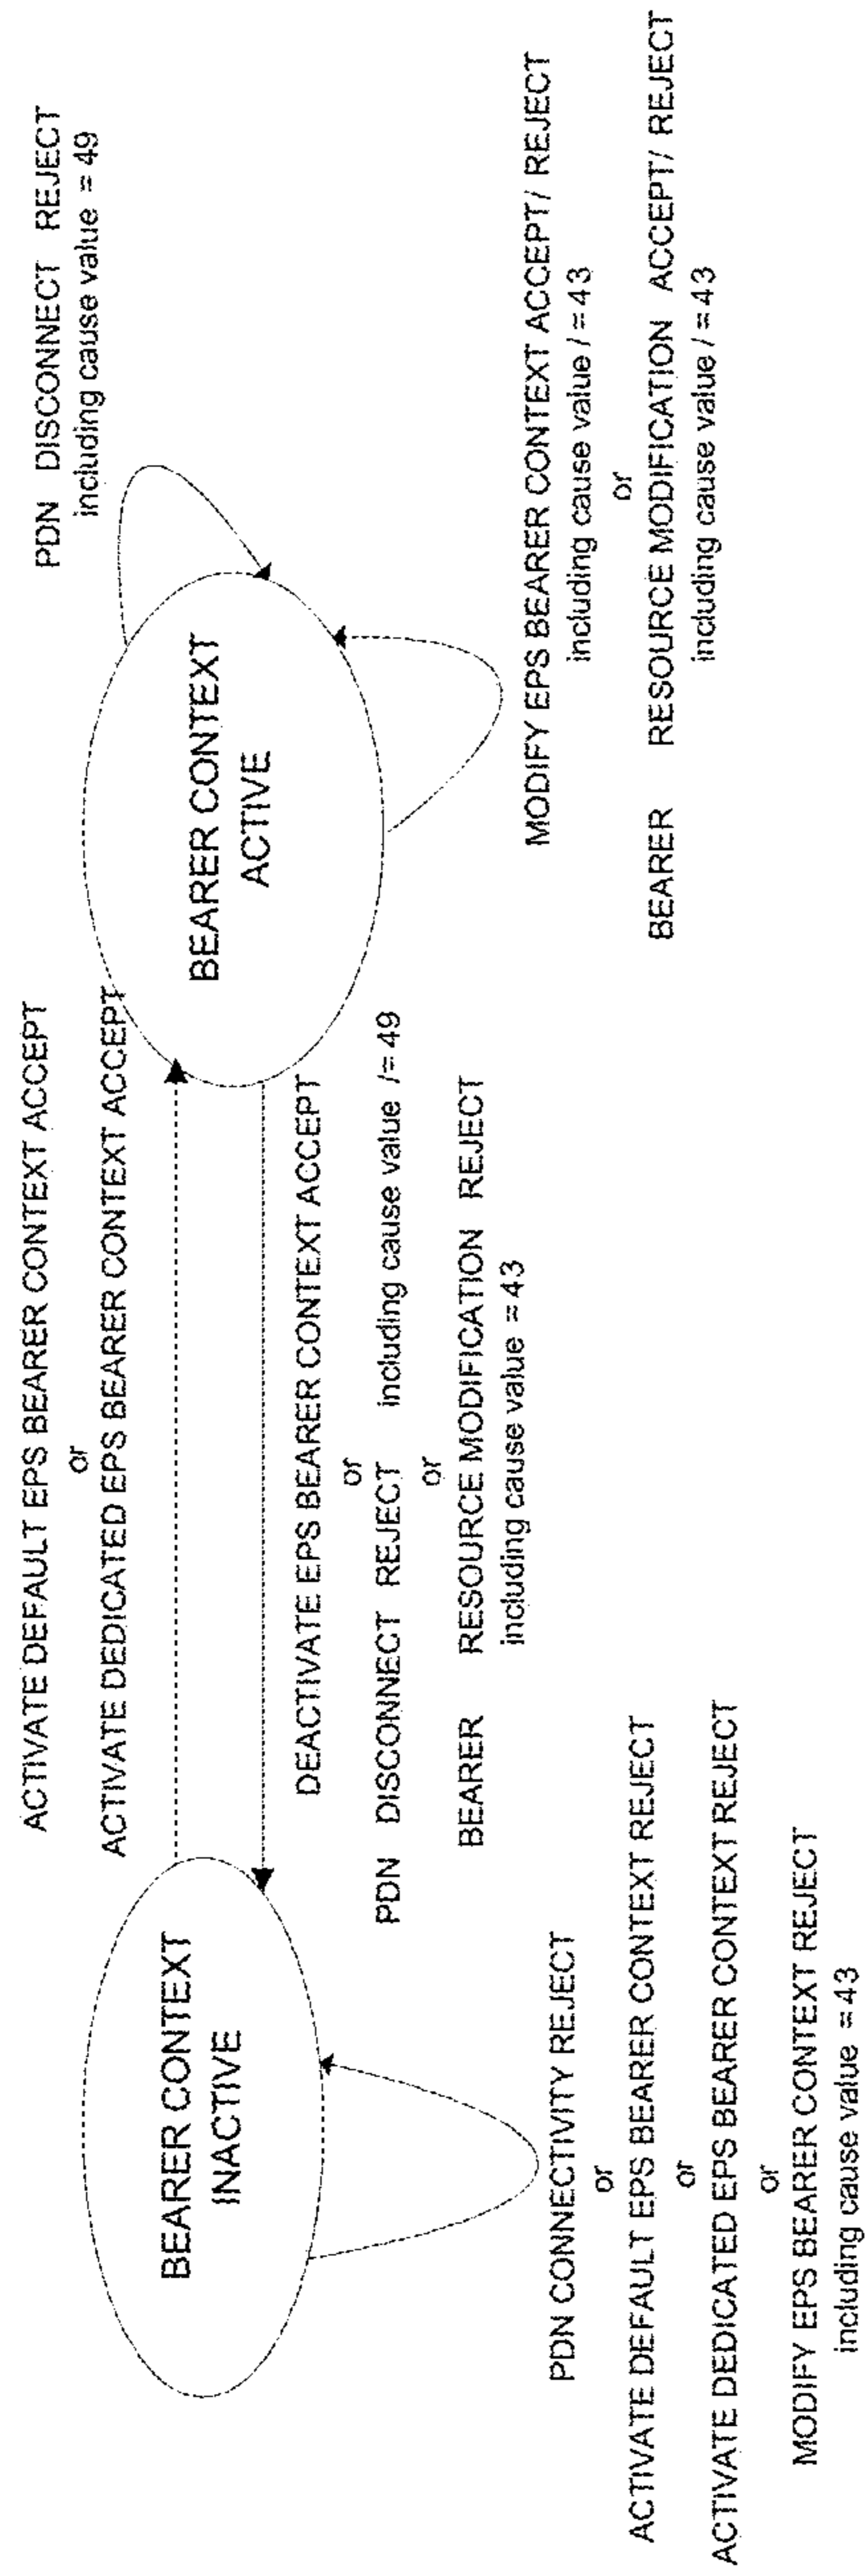 ACTIVATE DEFAULT EPS BEARER CONTEXT ACCEPT
or
ACTIVATE DEDICATED EPS BEARER CONTEXT ACCEPT
PDN DISCONNECT REJECT
including cause value = 49
BEARER CONTEXT
INACTIVE
BEARER CONTEXT
ACTIVE
DEACTIVATE EPS BEARER CONTEXT ACCEPT
or
PDN DISCONNECT REJECT including cause value /= 49
or
BEARER RESOURCE MODIFICATION REJECT
including cause value = 43
PDN CONNECTIVITY REJECT
or
ACTIVATE DEFAULT EPS BEARER CONTEXT REJECT
or
ACTIVATE DEDICATED EPS BEARER CONTEXT REJECT
or
MODIFY EPS BEARER CONTEXT REJECT
including cause value = 43
MODIFY EPS BEARER CONTEXT ACCEPT/ REJECT
including cause value / = 43
or
BEARER RESOURCE MODIFICATION ACCEPT/ REJECT
including cause value / = 43